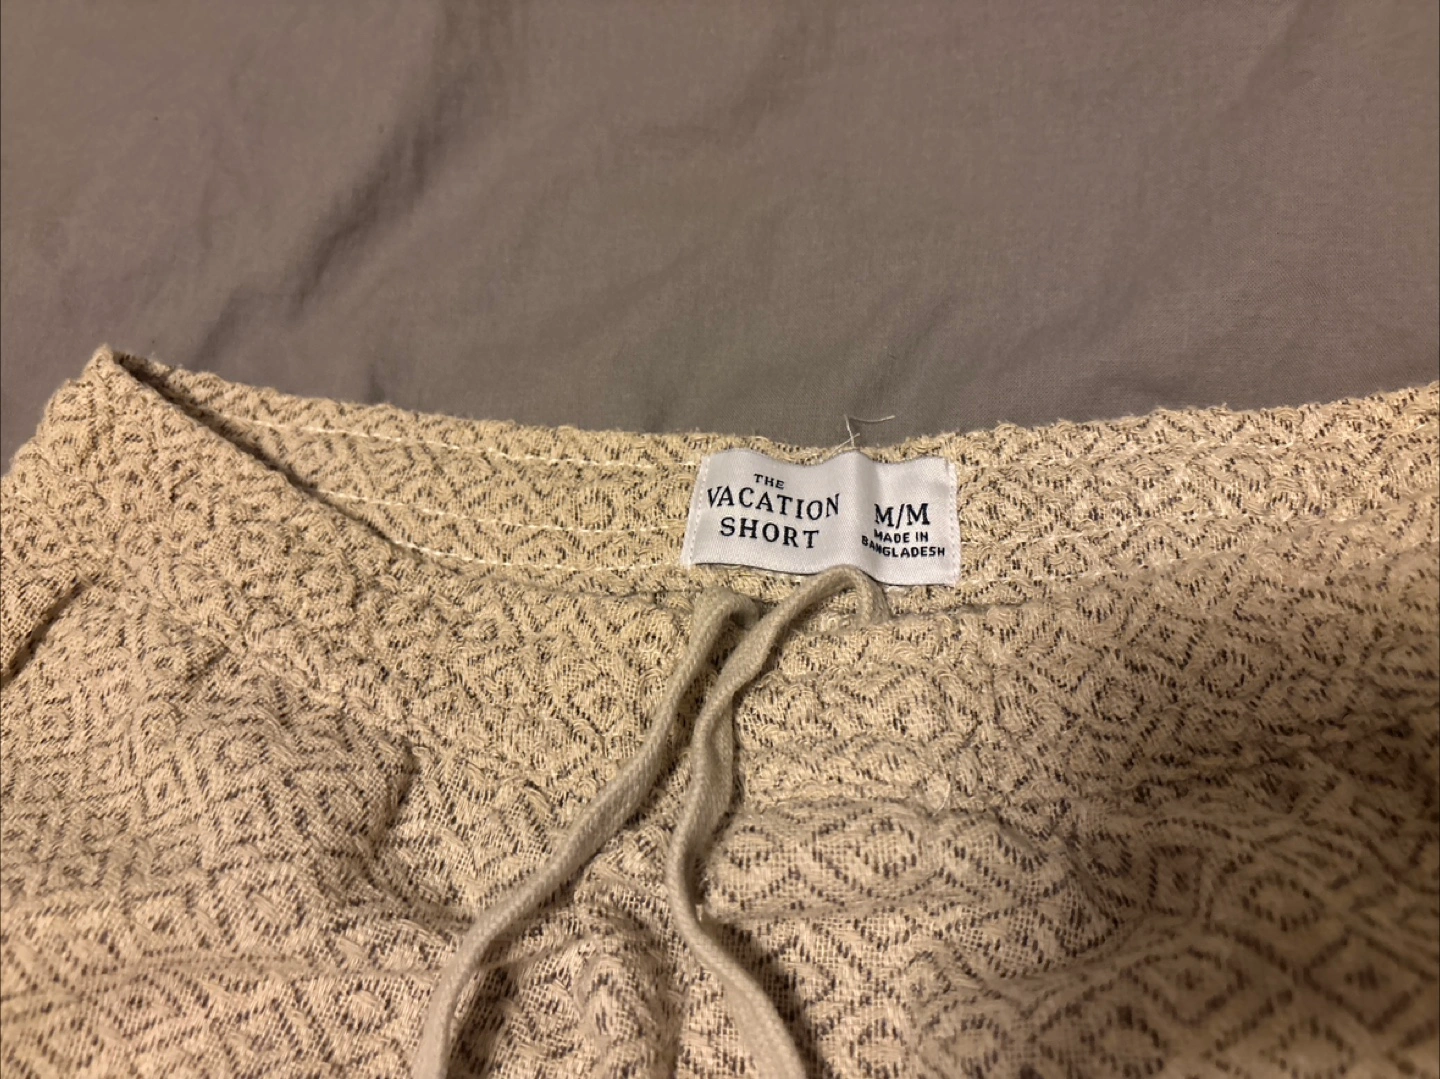 THE
VACATION
SHORT
M/M
MADE IN
BANGLADESH